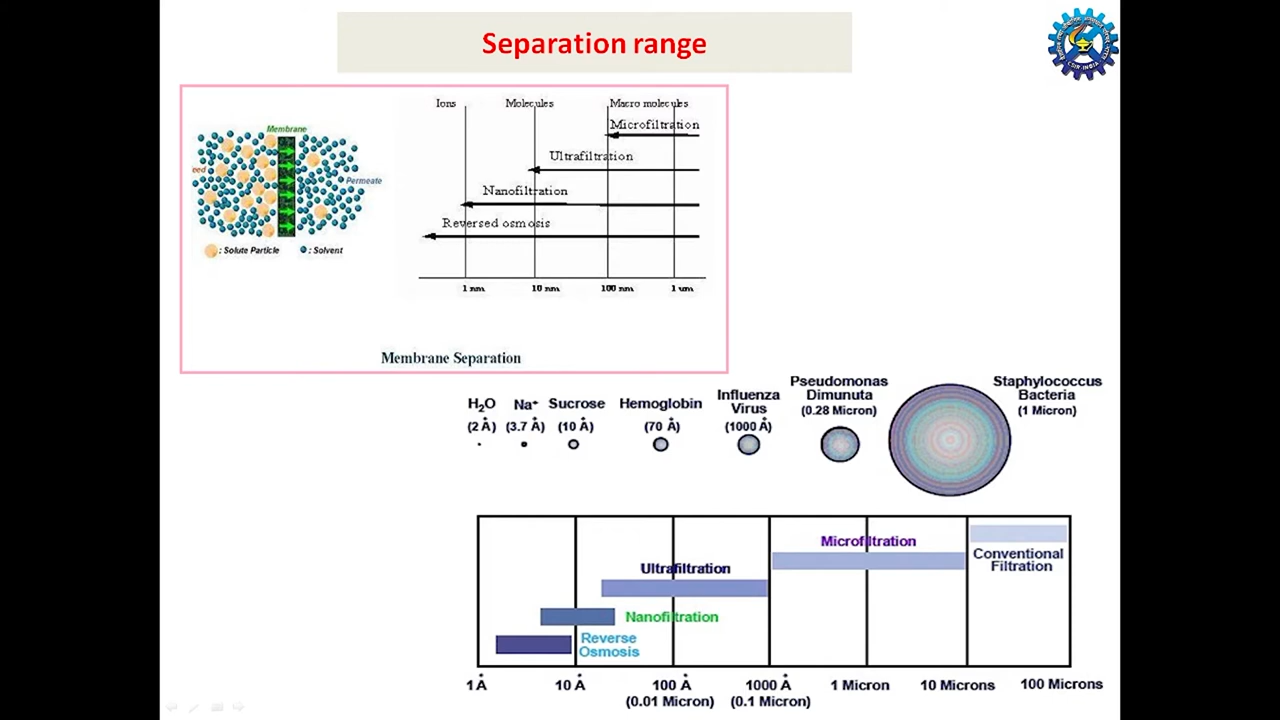 Separation range
CSIR-INDIA
Ions Molecules Macro molecules
Microfiltration
Ultrafiltration
Nanofiltration
Reversed osmosis
1 nm 10 nm 100 nm 1 um
Membrane
eed
Permeate
: Solute Particle : Solvent
Membrane Separation
H₂O
(2 Å)
Na⁺
(3.7 Å)
Sucrose
(10 Å)
Hemoglobin
(70 Å)
Influenza
Virus
(1000 Å)
Pseudomonas
Dimunuta
(0.28 Micron)
Staphylococcus
Bacteria
(1 Micron)
Microfiltration
Conventional
Filtration
Ultrafiltration
Nanofiltration
Reverse
Osmosis
1 Å 10 Å 100 Å 1000 Å 1 Micron 10 Microns 100 Microns
(0.01 Micron) (0.1 Micron)